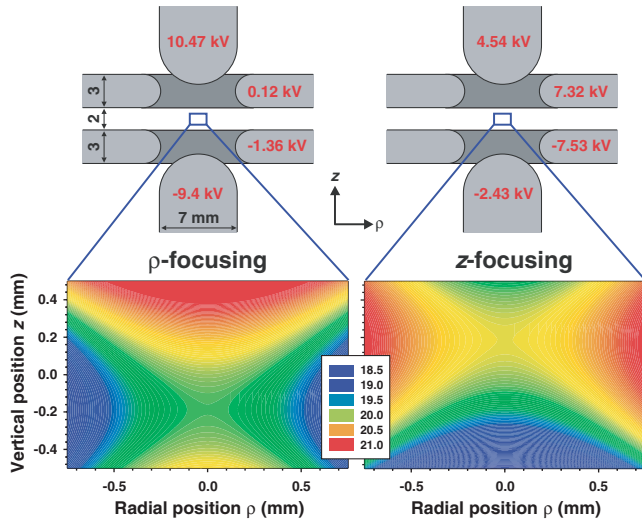 10.47 kV
4.54 kV
3
0.12 kV
7.32 kV
2
3
-1.36 kV
-7.53 kV
z
-9.4 kV
-2.43 kV
ρ
7 mm
ρ-focusing
z-focusing
Vertical position z (mm)
0.4
0.2
0.0
-0.2
-0.4
18.5
19.0
19.5
20.0
20.5
21.0
-0.5 0.0 0.5
-0.5 0.0 0.5
Radial position ρ (mm)
Radial position ρ (mm)